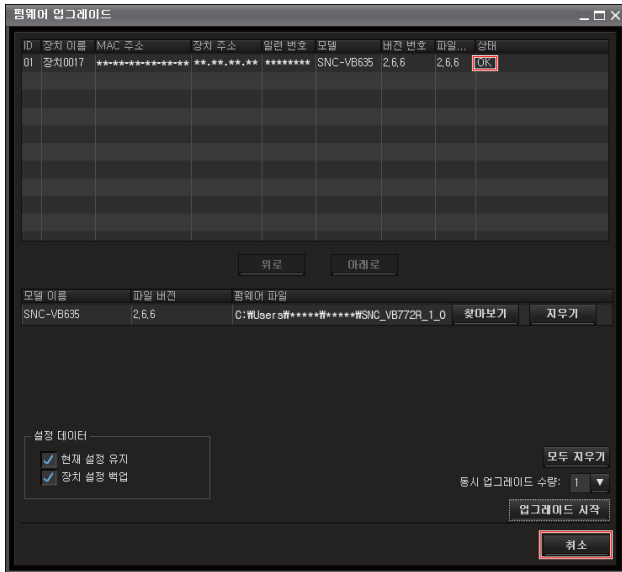 펌웨어 업그레이드
ID 장치 이름 MAC 주소 장치 주소 일련 번호 모델 버전 번호 파일... 상태
01 장치0017 **-**-**-**-**-** **.**.**.** ******** SNC-VB635 2,6,6 2,6,6 OK
위로 아래로
모델 이름 파일 버전 펌웨어 파일
SNC-VB635 2,6,6 C:₩Users₩*****₩*****₩SNC_VB772R_1_0 찾아보기 지우기
설정 데이터
현재 설정 유지
장치 설정 백업
모두 지우기
동시 업그레이드 수량: 1
업그레이드 시작
취소